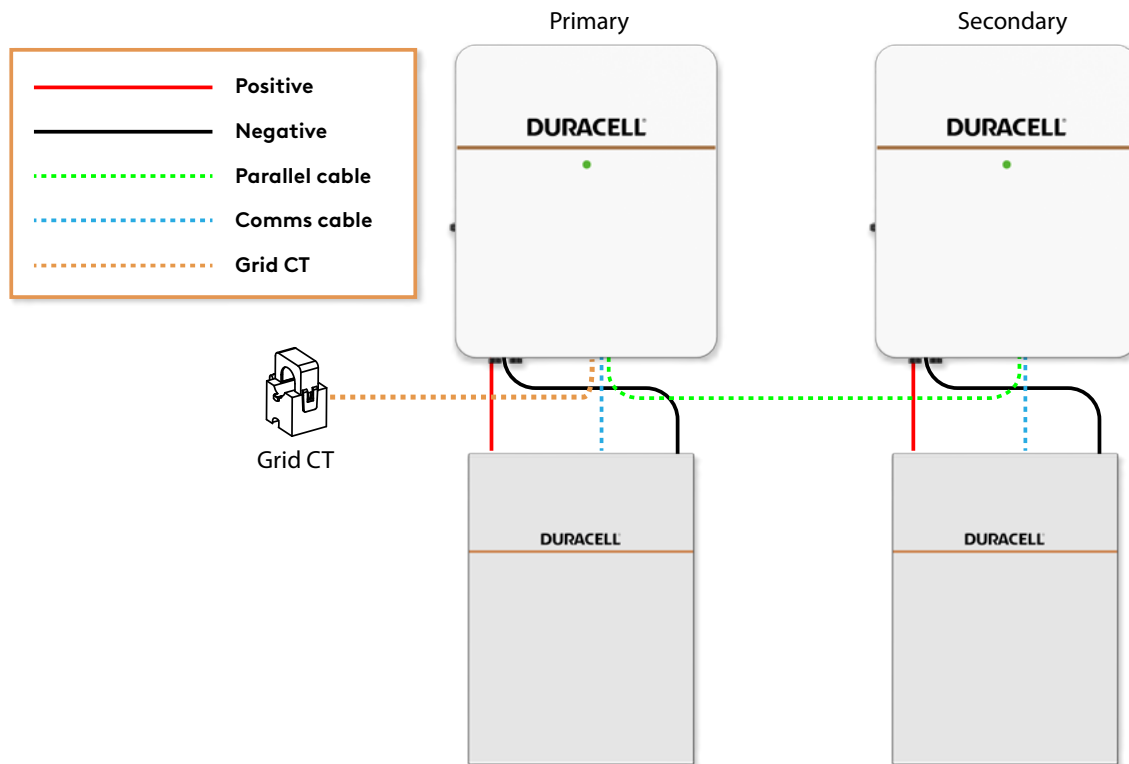 Primary
Secondary
DURACELL
DURACELL
Positive
Negative
Parallel cable
Comms cable
Grid CT
Grid CT
DURACELL
DURACELL